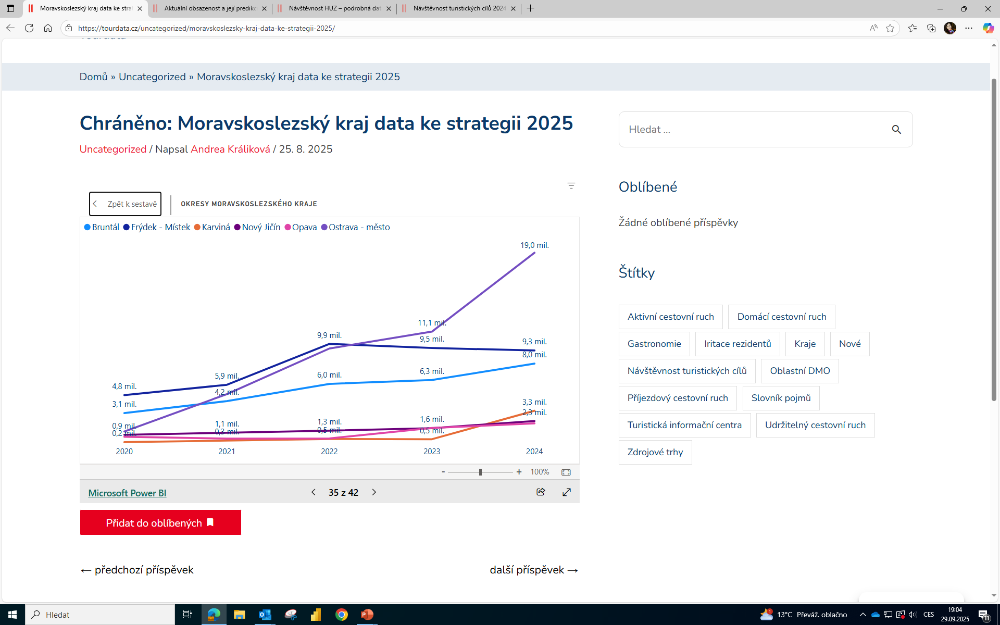 Moravskoslezský kraj data ke stra
Aktuální obsazenost a její predikc
Návštěvnost HUZ – podrobná dat
Návštěvnost turistických cílů 2024
https://tourdata.cz/uncategorized/moravskoslezsky-kraj-data-ke-strategii-2025/
Domů » Uncategorized » Moravskoslezský kraj data ke strategii 2025
Chráněno: Moravskoslezský kraj data ke strategii 2025
Uncategorized / Napsal Andrea Králiková / 25. 8. 2025
Zpět k sestavě
OKRESY MORAVSKOSLEZSKÉHO KRAJE
Bruntál Frýdek - Místek Karviná Nový Jičín Opava Ostrava - město
19,0 mil.
11,1 mil.
9,9 mil.
9,5 mil.
9,3 mil.
8,0 mil.
5,9 mil.
6,0 mil.
6,3 mil.
4,8 mil.
4,2 mil.
3,1 mil.
3,3 mil.
2,3 mil.
0,9 mil.
1,1 mil.
1,3 mil.
1,6 mil.
0,2 mil.
0,3 mil.
0,5 mil.
0,5 mil.
2020 2021 2022 2023 2024
- + 100%
Microsoft Power BI
35 z 42
Přidat do oblíbených
← předchozí příspěvek
další příspěvek →
Hledat ...
Oblíbené
Žádné oblíbené příspěvky
Štítky
Aktivní cestovní ruch
Domácí cestovní ruch
Gastronomie
Iritace rezidentů
Kraje
Nové
Návštěvnost turistických cílů
Oblastní DMO
Příjezdový cestovní ruch
Slovník pojmů
Turistická informační centra
Udržitelný cestovní ruch
Zdrojové trhy
Hledat
1
13°C Převáž. oblačno
CES
19:04
29.09.2025
11